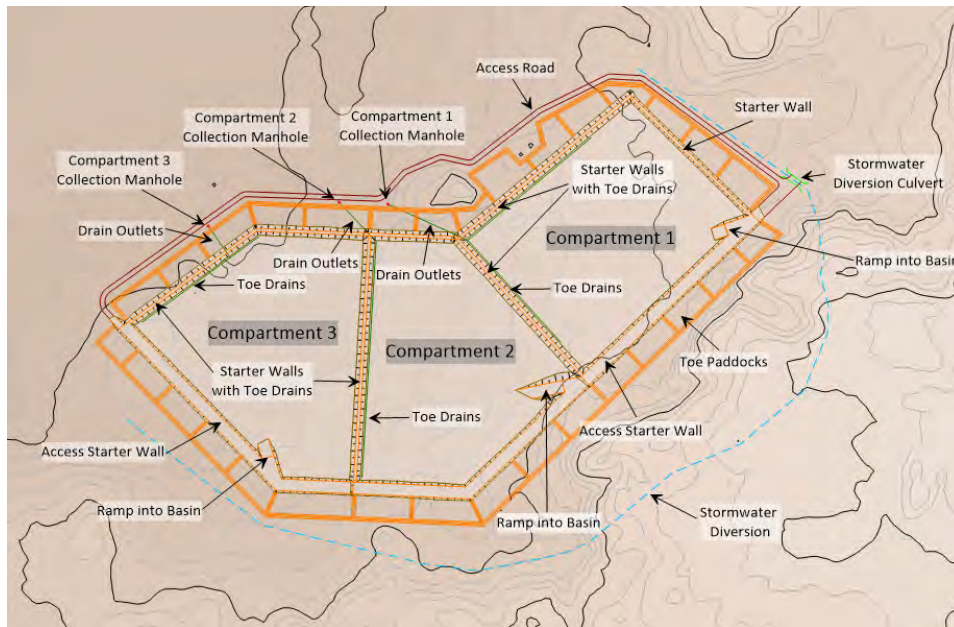 Access Road
Compartment 2
Collection Manhole
Compartment 1
Collection Manhole
Starter Wall
Compartment 3
Collection Manhole
Starter Walls
with Toe Drains
Stormwater
Diversion Culvert
Drain Outlets
Compartment 1
Drain Outlets
Drain Outlets
Ramp into Basin
Toe Drains
Toe Drains
Compartment 3
Compartment 2
Toe Paddocks
Starter Walls
with Toe Drains
Toe Drains
Access Starter Wall
Access Starter Wall
Ramp into Basin
Ramp into Basin
Stormwater
Diversion